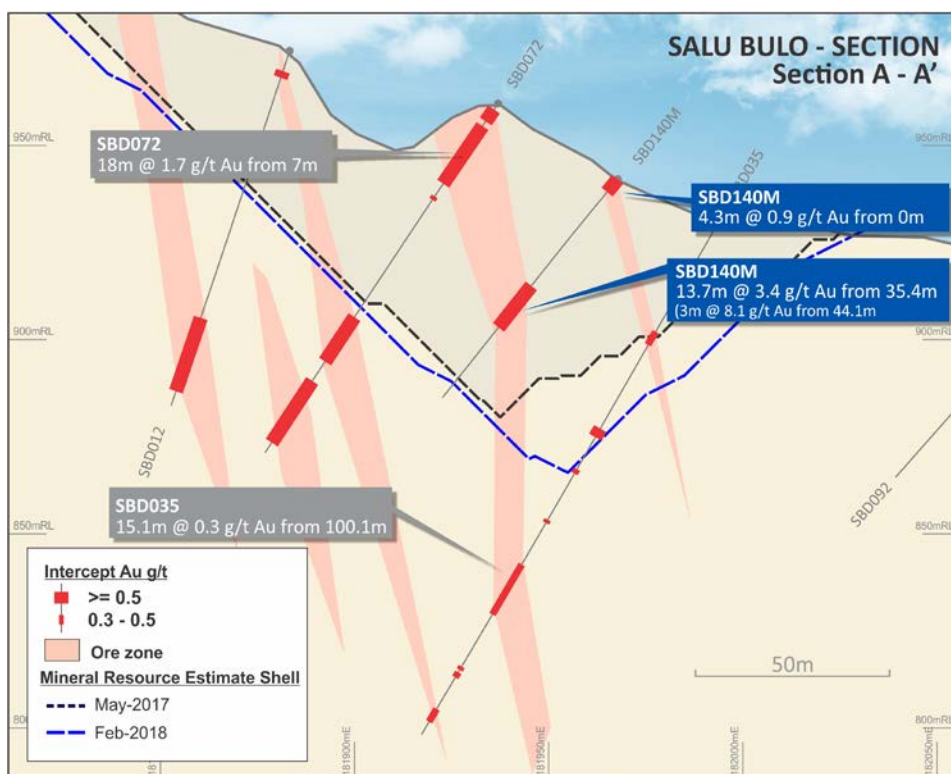 SALU BULO - SECTION
Section A - A'
SBD072
SBD140M
SBD035
950mRL
950mRL
SBD072
18m @ 1.7 g/t Au from 7m
SBD140M
4.3m @ 0.9 g/t Au from 0m
SBD140M
13.7m @ 3.4 g/t Au from 35.4m
(3m @ 8.1 g/t Au from 44.1m
900mRL
900mRL
SBD012
SBD092
SBD035
15.1m @ 0.3 g/t Au from 100.1m
850mRL
850mRL
Intercept Au g/t
>= 0.5
0.3 - 0.5
Ore zone
Mineral Resource Estimate Shell
May-2017
Feb-2018
50m
800mRL
181900mE
181950mE
182000mE
182050mE